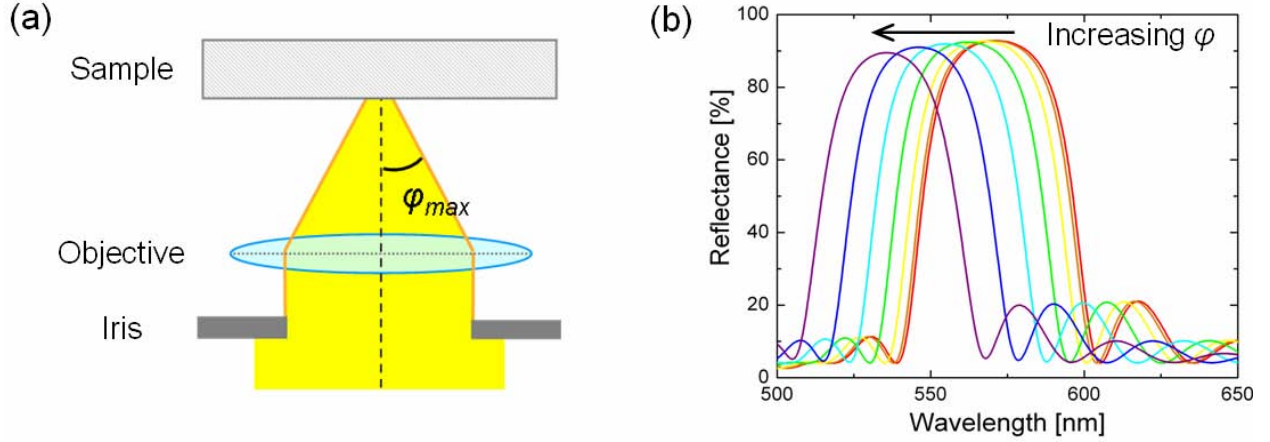 (a)
Sample
φmax
Objective
Iris
(b)
Increasing φ
Reflectance [%]
100
80
60
40
20
0
500
550
600
650
Wavelength [nm]